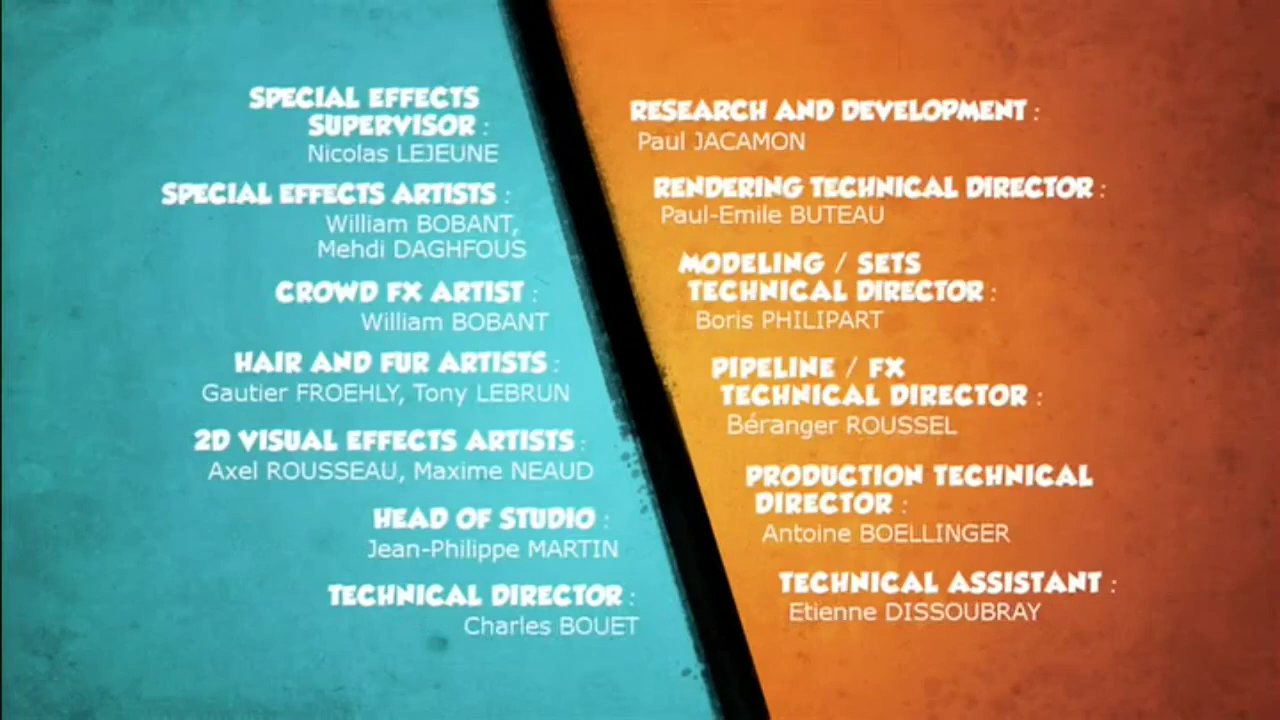 SPECIAL EFFECTS
SUPERVISOR :
Nicolas LEJEUNE
SPECIAL EFFECTS ARTISTS :
William BOBANT,
Mehdi DAGHFOUS
CROWD FX ARTIST :
William BOBANT
HAIR AND FUR ARTISTS :
Gautier FROEHLY, Tony LEBRUN
2D VISUAL EFFECTS ARTISTS :
Axel ROUSSEAU, Maxime NEAUD
HEAD OF STUDIO :
Jean-Philippe MARTIN
TECHNICAL DIRECTOR :
Charles BOUET
RESEARCH AND DEVELOPMENT :
Paul JACAMON
RENDERING TECHNICAL DIRECTOR :
Paul-Emile BUTEAU
MODELING / SETS
TECHNICAL DIRECTOR :
Boris PHILIPART
PIPELINE / FX
TECHNICAL DIRECTOR :
Béranger ROUSSEL
PRODUCTION TECHNICAL
DIRECTOR :
Antoine BOELLINGER
TECHNICAL ASSISTANT :
Etienne DISSOUBRAY